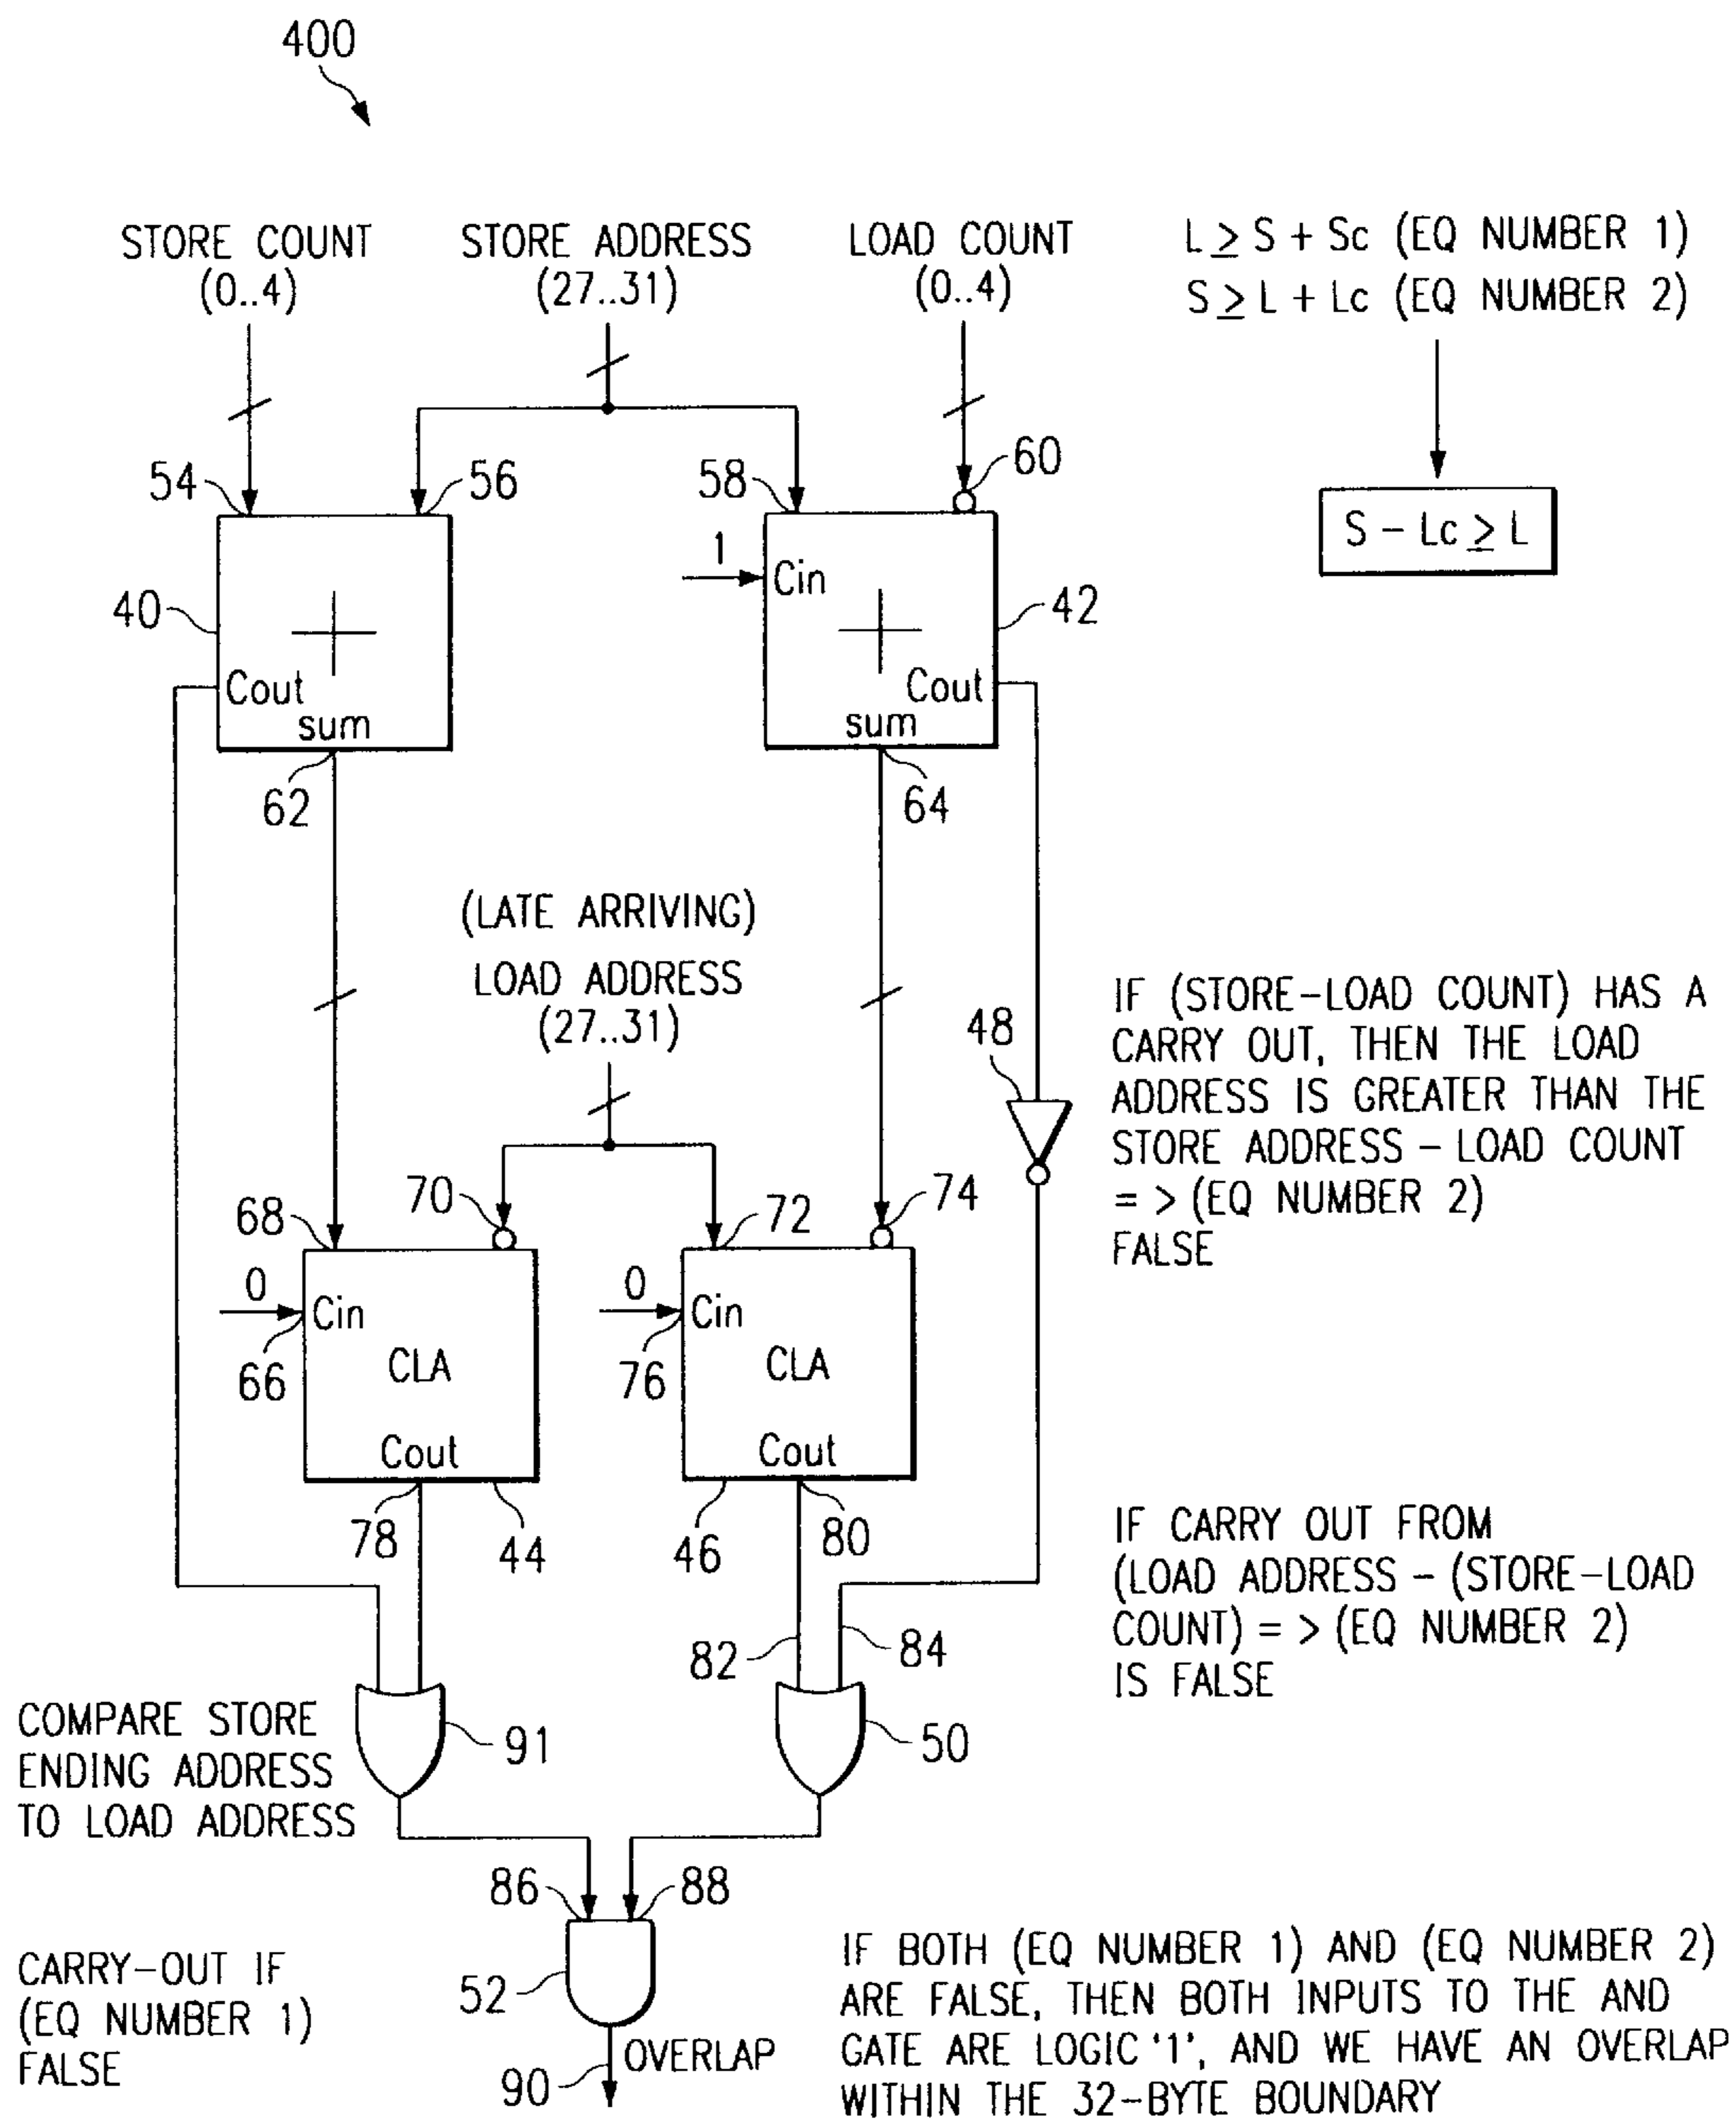 400
STORE COUNT
(0..4)
STORE ADDRESS
(27..31)
LOAD COUNT
(0..4)
L ≥ S + Sc (EQ NUMBER 1)
S ≥ L + Lc (EQ NUMBER 2)
S – Lc ≥ L
54
56
58
60
1
Cin
40
42
Cout
sum
Cout
sum
62
64
(LATE ARRIVING)
LOAD ADDRESS
(27..31)
48
IF (STORE–LOAD COUNT) HAS A
CARRY OUT, THEN THE LOAD
ADDRESS IS GREATER THAN THE
STORE ADDRESS – LOAD COUNT
= > (EQ NUMBER 2)
FALSE
68
70
72
74
0
Cin
66
CLA
Cout
0
Cin
76
CLA
Cout
78
44
46
80
IF CARRY OUT FROM
(LOAD ADDRESS – (STORE–LOAD
COUNT) = > (EQ NUMBER 2)
IS FALSE
82
84
COMPARE STORE
ENDING ADDRESS
TO LOAD ADDRESS
91
50
86
88
52
CARRY–OUT IF
(EQ NUMBER 1)
FALSE
90
OVERLAP
IF BOTH (EQ NUMBER 1) AND (EQ NUMBER 2)
ARE FALSE, THEN BOTH INPUTS TO THE AND
GATE ARE LOGIC '1', AND WE HAVE AN OVERLAP
WITHIN THE 32–BYTE BOUNDARY